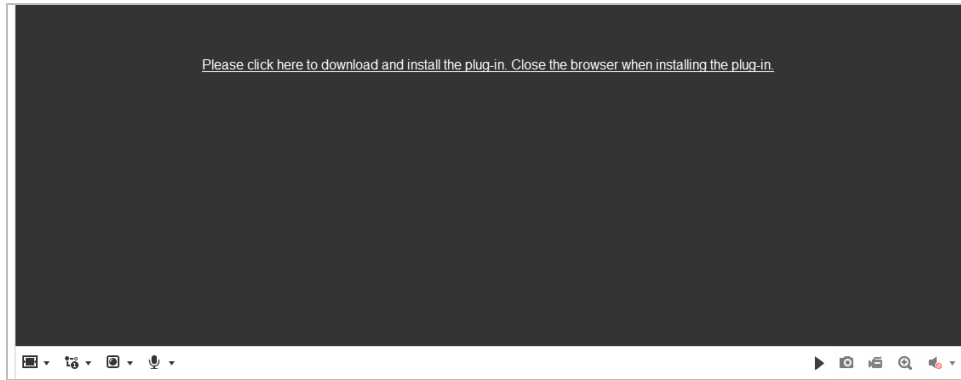 Please click here to download and install the plug-in. Close the browser when installing the plug-in.